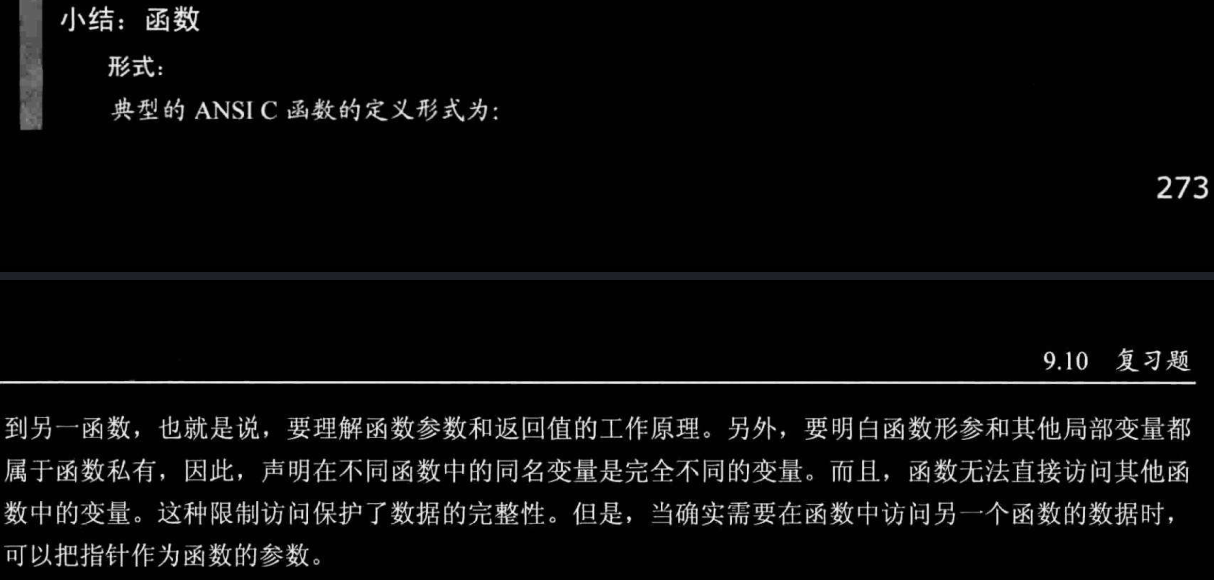 小结：函数
形式：
典型的 ANSI C 函数的定义形式为：
273
9.10 复习题
到另一函数，也就是说，要理解函数参数和返回值的工作原理。另外，要明白函数形参和其他局部变量都
属于函数私有，因此，声明在不同函数中的同名变量是完全不同的变量。而且，函数无法直接访问其他函
数中的变量。这种限制访问保护了数据的完整性。但是，当确实需要在函数中访问另一个函数的数据时，
可以把指针作为函数的参数。